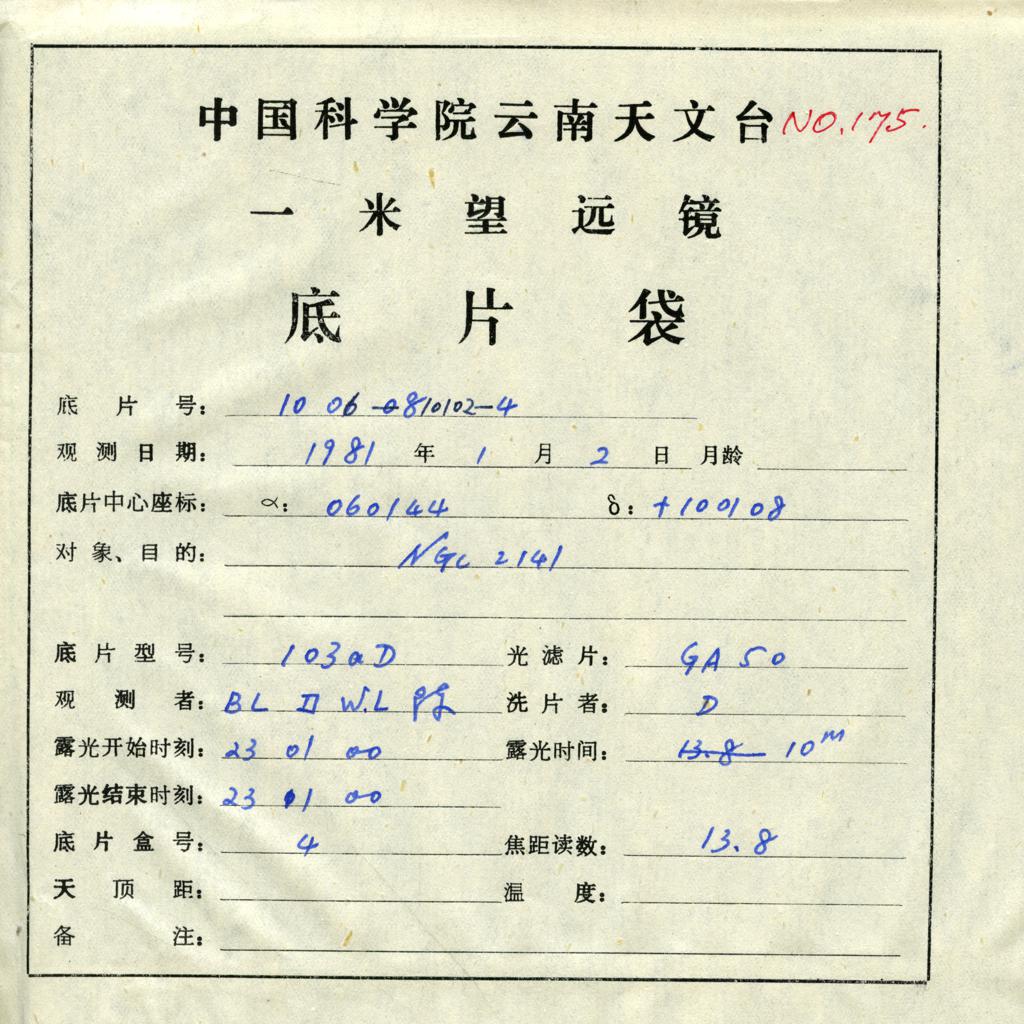 中国科学院云南天文台 NO.175.
一米望远镜
底片袋
底片号: 10 06 -0810102-4
观测日期: 1981 年 1 月 2 日 月龄
底片中心座标: α: 060144 δ: +100108
对象、目的: NGC 2141
底片型号: 103aD 光滤片: GA 50
观测者: BL II W.L 陈 洗片者: D
露光开始时刻: 23 01 00 露光时间: 13.8 10m
露光结束时刻: 23 01 00
底片盒号: 4 焦距读数: 13.8
天顶距: 温度:
备注: